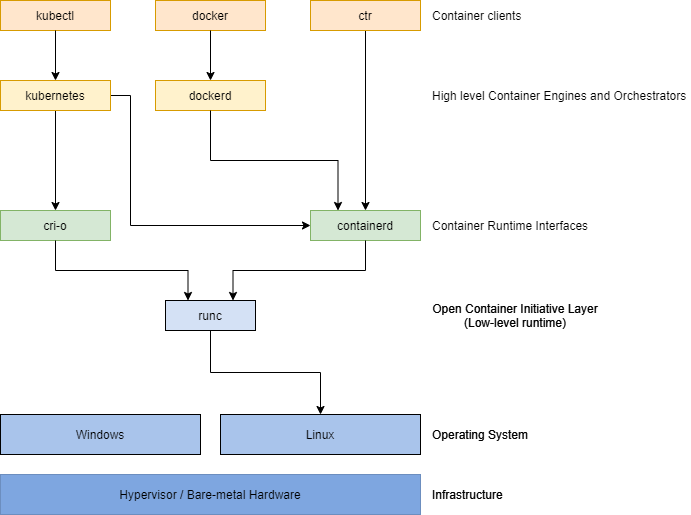 kubectl
docker
ctr
Container clients
kubernetes
dockerd
High level Container Engines and Orchestrators
cri-o
containerd
Container Runtime Interfaces
runc
Open Container Initiative Layer
(Low-level runtime)
Windows
Linux
Operating System
Hypervisor / Bare-metal Hardware
Infrastructure